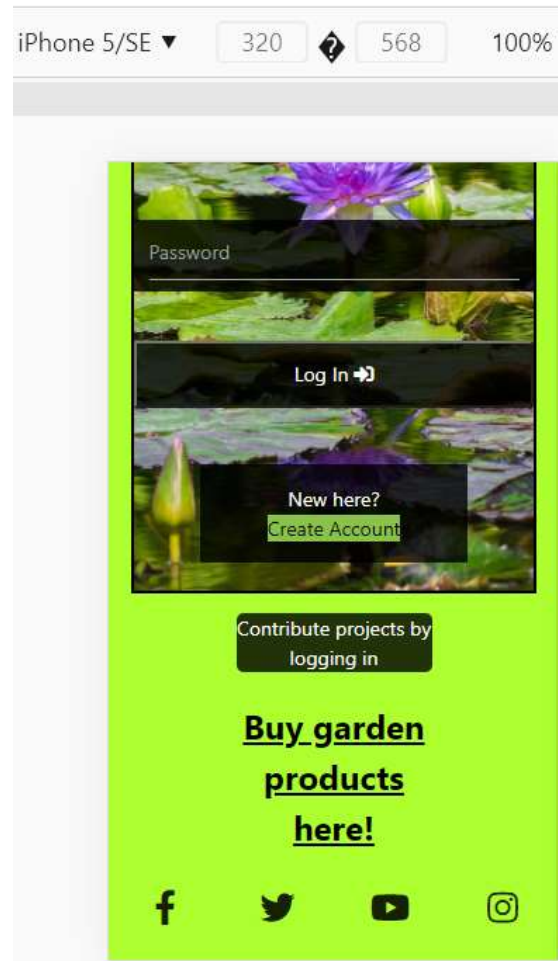 iPhone 5/SE ▼ 320 � 568 100%
Password
Log In
New here?
Create Account
Contribute projects by
logging in
Buy garden
products
here!